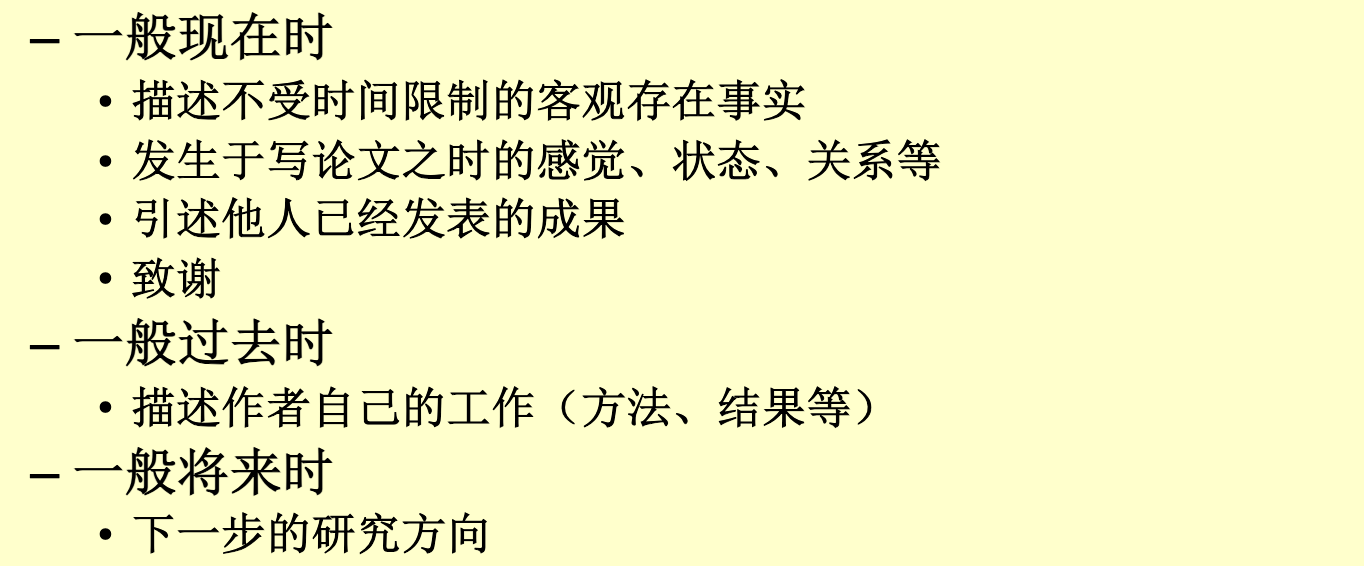 – 一般现在时
• 描述不受时间限制的客观存在事实
• 发生于写论文之时的感觉、状态、关系等
• 引述他人已经发表的成果
• 致谢
– 一般过去时
• 描述作者自己的工作（方法、结果等）
– 一般将来时
• 下一步的研究方向